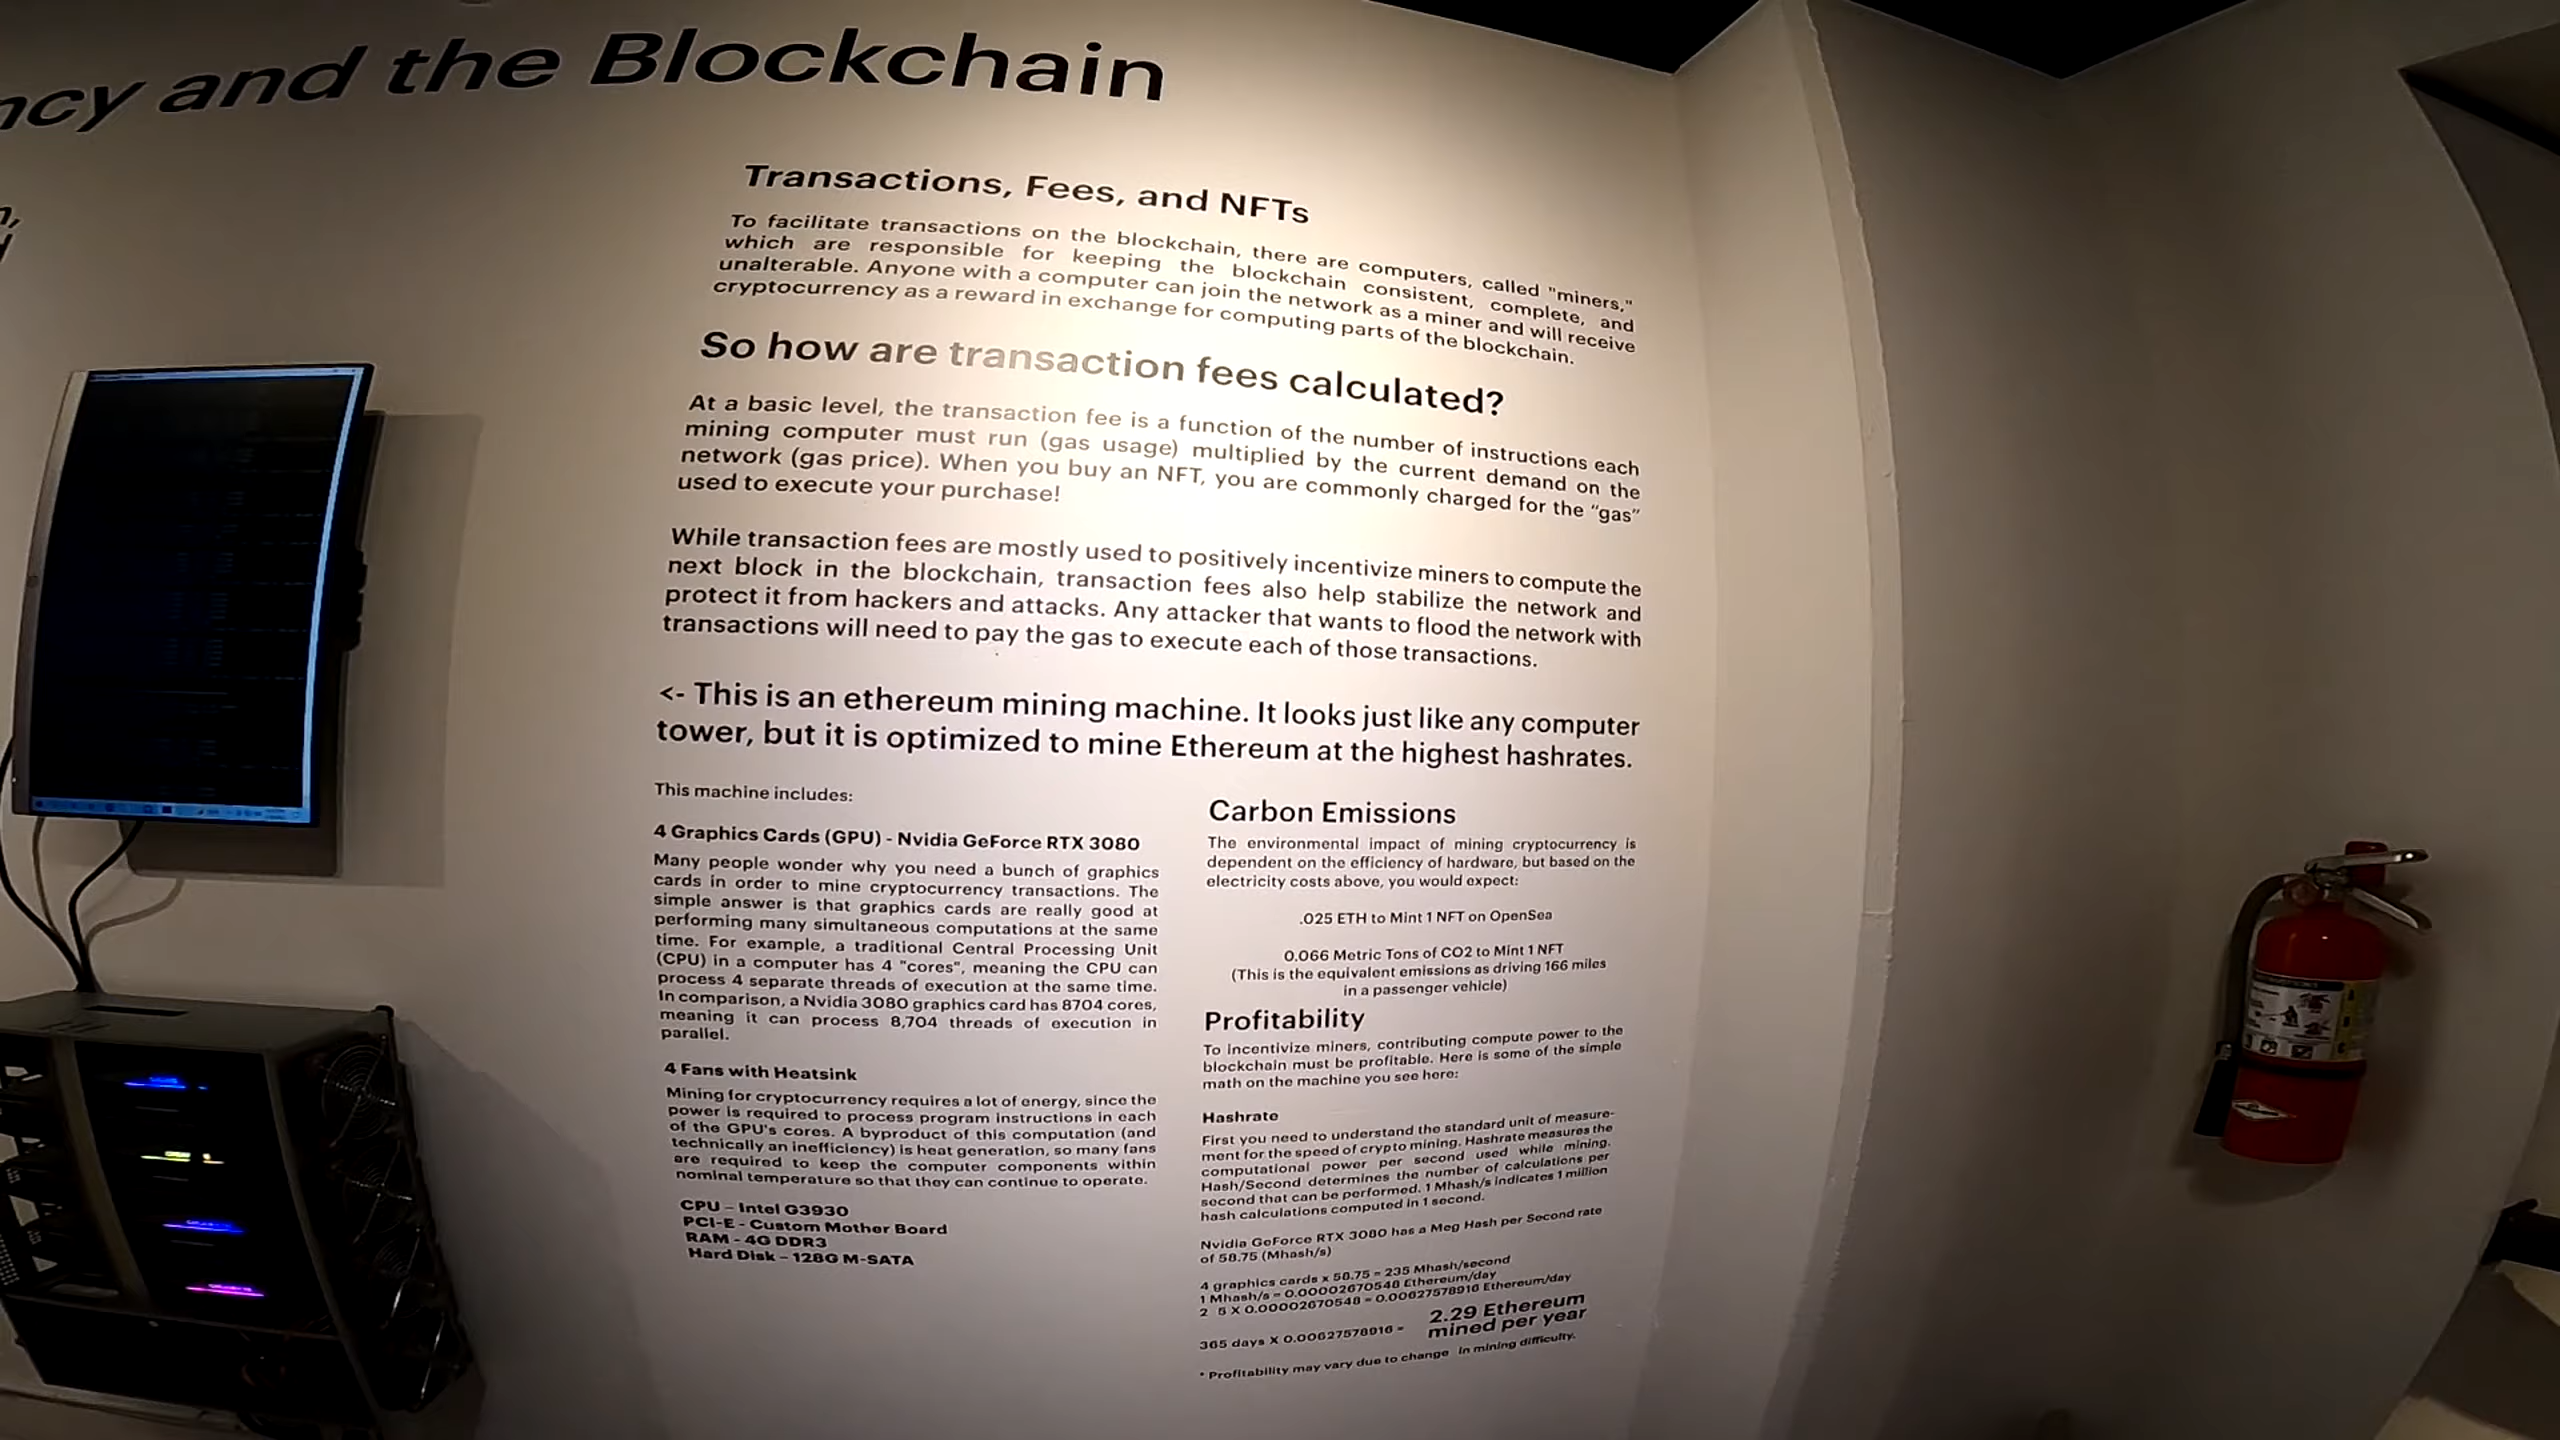 ncy and the Blockchain
Transactions, Fees, and NFTs
To facilitate transactions on the blockchain, there are computers, called "miners,"
which are responsible for keeping the blockchain consistent, complete, and
unalterable. Anyone with a computer can join the network as a miner and will receive
cryptocurrency as a reward in exchange for computing parts of the blockchain.
So how are transaction fees calculated?
At a basic level, the transaction fee is a function of the number of instructions each
mining computer must run (gas usage) multiplied by the current demand on the
network (gas price). When you buy an NFT, you are commonly charged for the "gas"
used to execute your purchase!
While transaction fees are mostly used to positively incentivize miners to compute the
next block in the blockchain, transaction fees also help stabilize the network and
protect it from hackers and attacks. Any attacker that wants to flood the network with
transactions will need to pay the gas to execute each of those transactions.
<- This is an ethereum mining machine. It looks just like any computer
tower, but it is optimized to mine Ethereum at the highest hashrates.
This machine includes:
4 Graphics Cards (GPU) - Nvidia GeForce RTX 3080
Many people wonder why you need a bunch of graphics
cards in order to mine cryptocurrency transactions. The
simple answer is that graphics cards are really good at
performing many simultaneous computations at the same
time. For example, a traditional Central Processing Unit
(CPU) in a computer has 4 "cores", meaning the CPU can
process 4 separate threads of execution at the same time.
In comparison, a Nvidia 3080 graphics card has 8704 cores,
meaning it can process 8,704 threads of execution in
parallel.
4 Fans with Heatsink
Mining for cryptocurrency requires a lot of energy, since the
power is required to process program instructions in each
of the GPU's cores. A byproduct of this computation (and
technically an inefficiency) is heat generation, so many fans
are required to keep the computer components within
nominal temperature so that they can continue to operate.
CPU – Intel G3930
PCI-E - Custom Mother Board
RAM - 4G DDR3
Hard Disk – 128G M-SATA
Carbon Emissions
The environmental impact of mining cryptocurrency is
dependent on the efficiency of hardware, but based on the
electricity costs above, you would expect:
.025 ETH to Mint 1 NFT on OpenSea
0.066 Metric Tons of CO2 to Mint 1 NFT
(This is the equivalent emissions as driving 166 miles
in a passenger vehicle)
Profitability
To incentivize miners, contributing compute power to the
blockchain must be profitable. Here is some of the simple
math on the machine you see here:
Hashrate
First you need to understand the standard unit of measure-
ment for the speed of crypto mining. Hashrate measures the
computational power per second used while mining.
Hash/Second determines the number of calculations per
second that can be performed. 1 Mhash/s indicates 1 million
hash calculations computed in 1 second.
Nvidia GeForce RTX 3080 has a Meg Hash per Second rate
of 58.75 (Mhash/s)
4 graphics cards x 58.75 = 235 Mhash/second
1 Mhash/s = 0.00002670548 Ethereum/day
2 5 X 0.00002670548 = 0.00627578916 Ethereum/day
365 days X 0.00627578916 =
2.29 Ethereum
mined per year
* Profitability may vary due to change in mining difficulty.